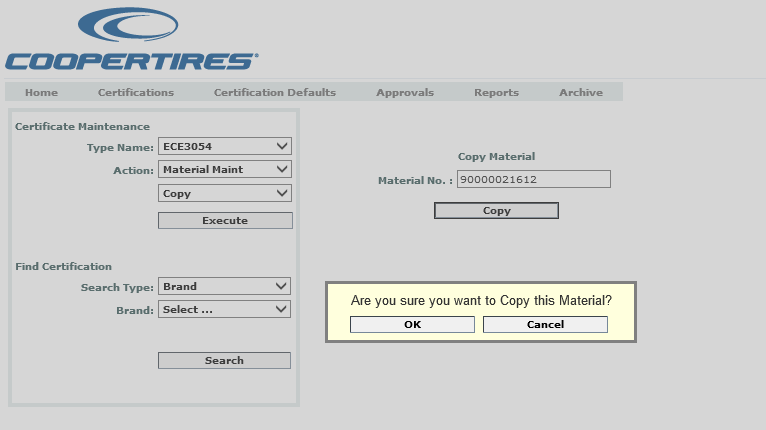 COOPERTIRES®
Home Certifications Certification Defaults Approvals Reports Archive
Certificate Maintenance
Type Name: ECE3054
Action: Material Maint
Copy
Execute
Copy Material
Material No. : 90000021612
Copy
Find Certification
Search Type: Brand
Brand: Select ...
Search
Are you sure you want to Copy this Material?
OK Cancel